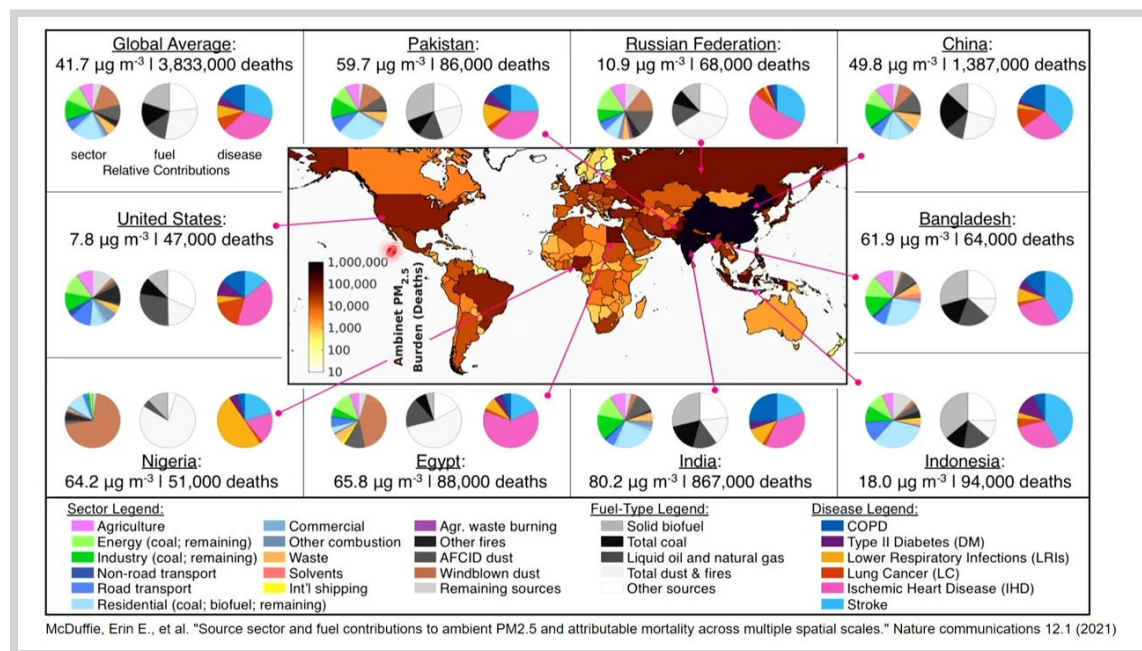 Global Average:
41.7 µg m-3 | 3,833,000 deaths
sector fuel disease
Relative Contributions
Pakistan:
59.7 µg m-3 | 86,000 deaths
Russian Federation:
10.9 µg m-3 | 68,000 deaths
China:
49.8 µg m-3 | 1,387,000 deaths
United States:
7.8 µg m-3 | 47,000 deaths
Bangladesh:
61.9 µg m-3 | 64,000 deaths
1,000,000
100,000
10,000
1,000
100
10
Ambinet PM2.5
Burden (Deaths)
Nigeria:
64.2 µg m-3 | 51,000 deaths
Egypt:
65.8 µg m-3 | 88,000 deaths
India:
80.2 µg m-3 | 867,000 deaths
Indonesia:
18.0 µg m-3 | 94,000 deaths
Sector Legend:
Agriculture
Energy (coal; remaining)
Industry (coal; remaining)
Non-road transport
Road transport
Residential (coal; biofuel; remaining)
Commercial
Other combustion
Waste
Solvents
Int'l shipping
Agr. waste burning
Other fires
AFCID dust
Windblown dust
Remaining sources
Fuel-Type Legend:
Solid biofuel
Total coal
Liquid oil and natural gas
Total dust & fires
Other sources
Disease Legend:
COPD
Type II Diabetes (DM)
Lower Respiratory Infections (LRIs)
Lung Cancer (LC)
Ischemic Heart Disease (IHD)
Stroke
McDuffie, Erin E., et al. "Source sector and fuel contributions to ambient PM2.5 and attributable mortality across multiple spatial scales." Nature communications 12.1 (2021)